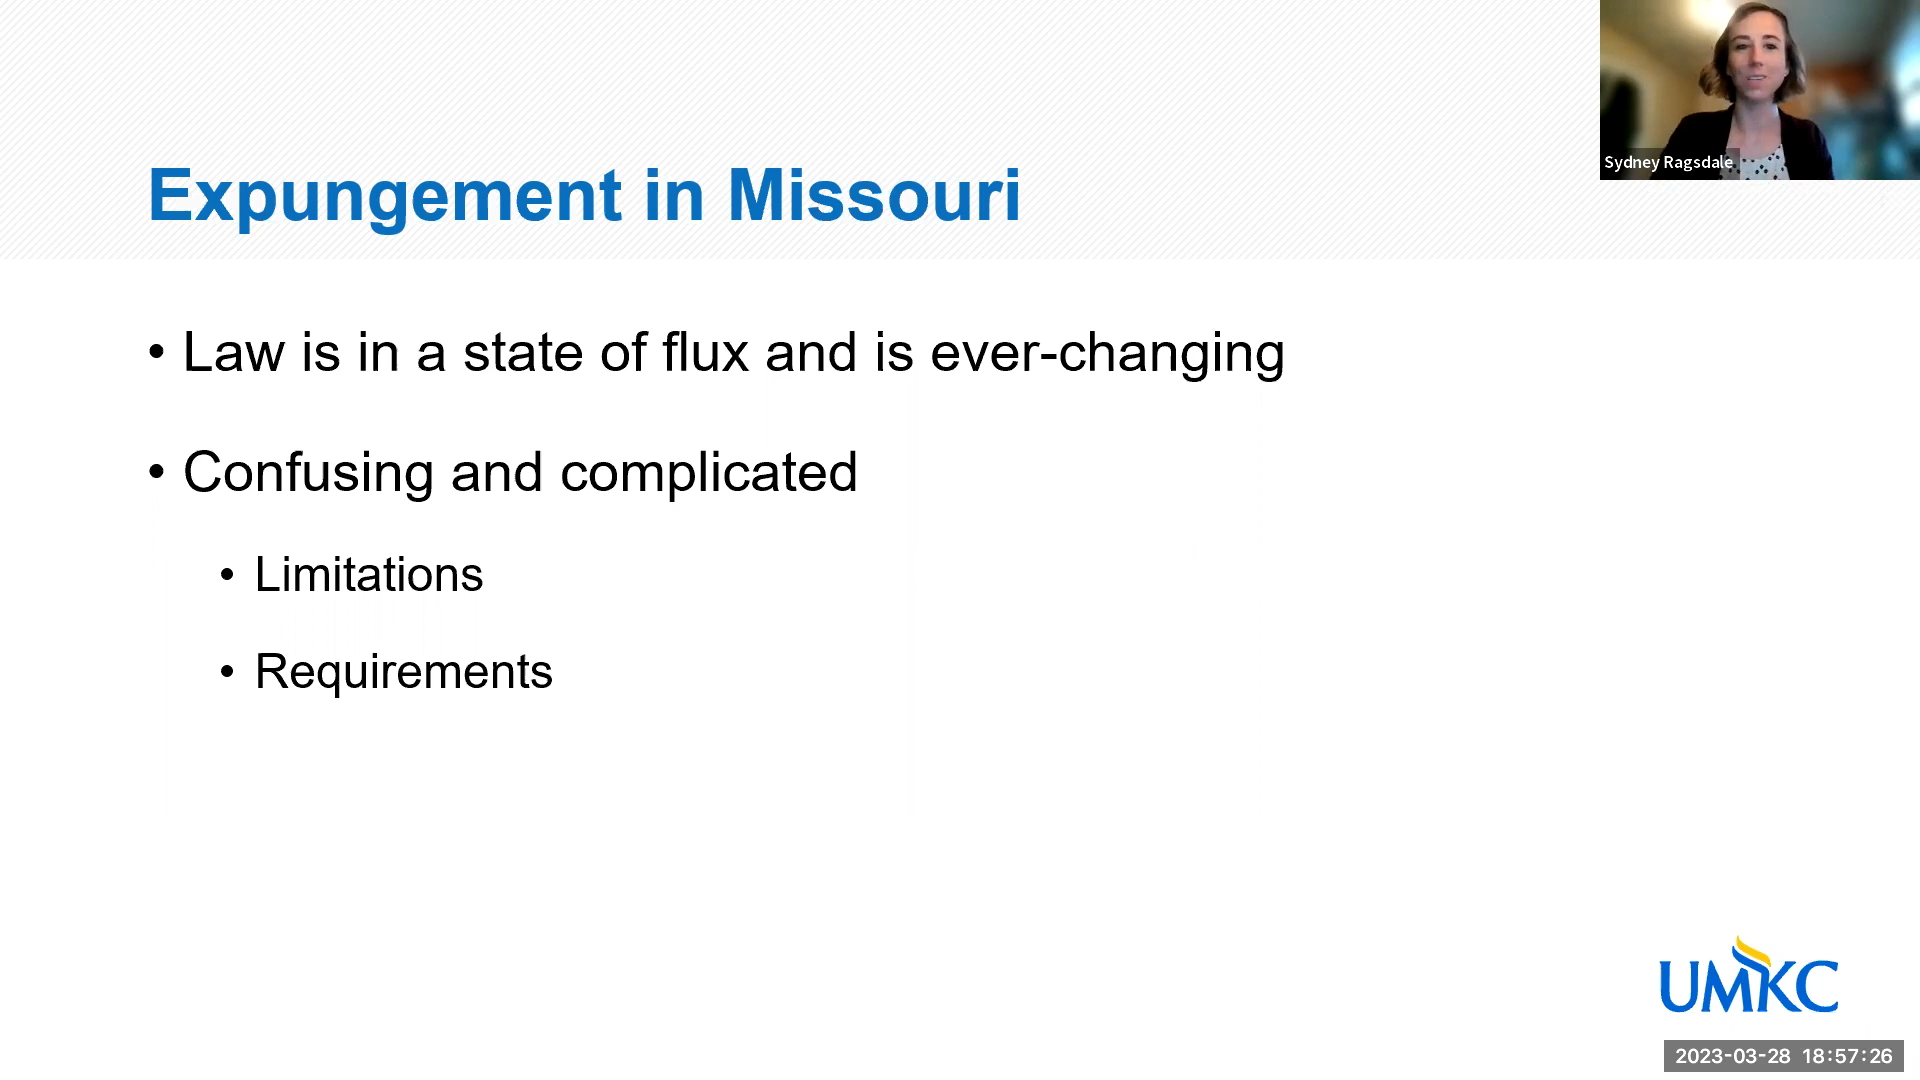 Sydney Ragsdale
Expungement in Missouri
• Law is in a state of flux and is ever-changing
• Confusing and complicated
• Limitations
• Requirements
UMKC
2023-03-28 18:57:26